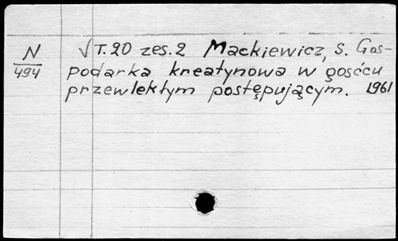 N
494
√T.20 zes.2 Mackiewicz, S. Gos-
podarka kreatynowa w gośćcu
przewlekłym postępującym. 1961